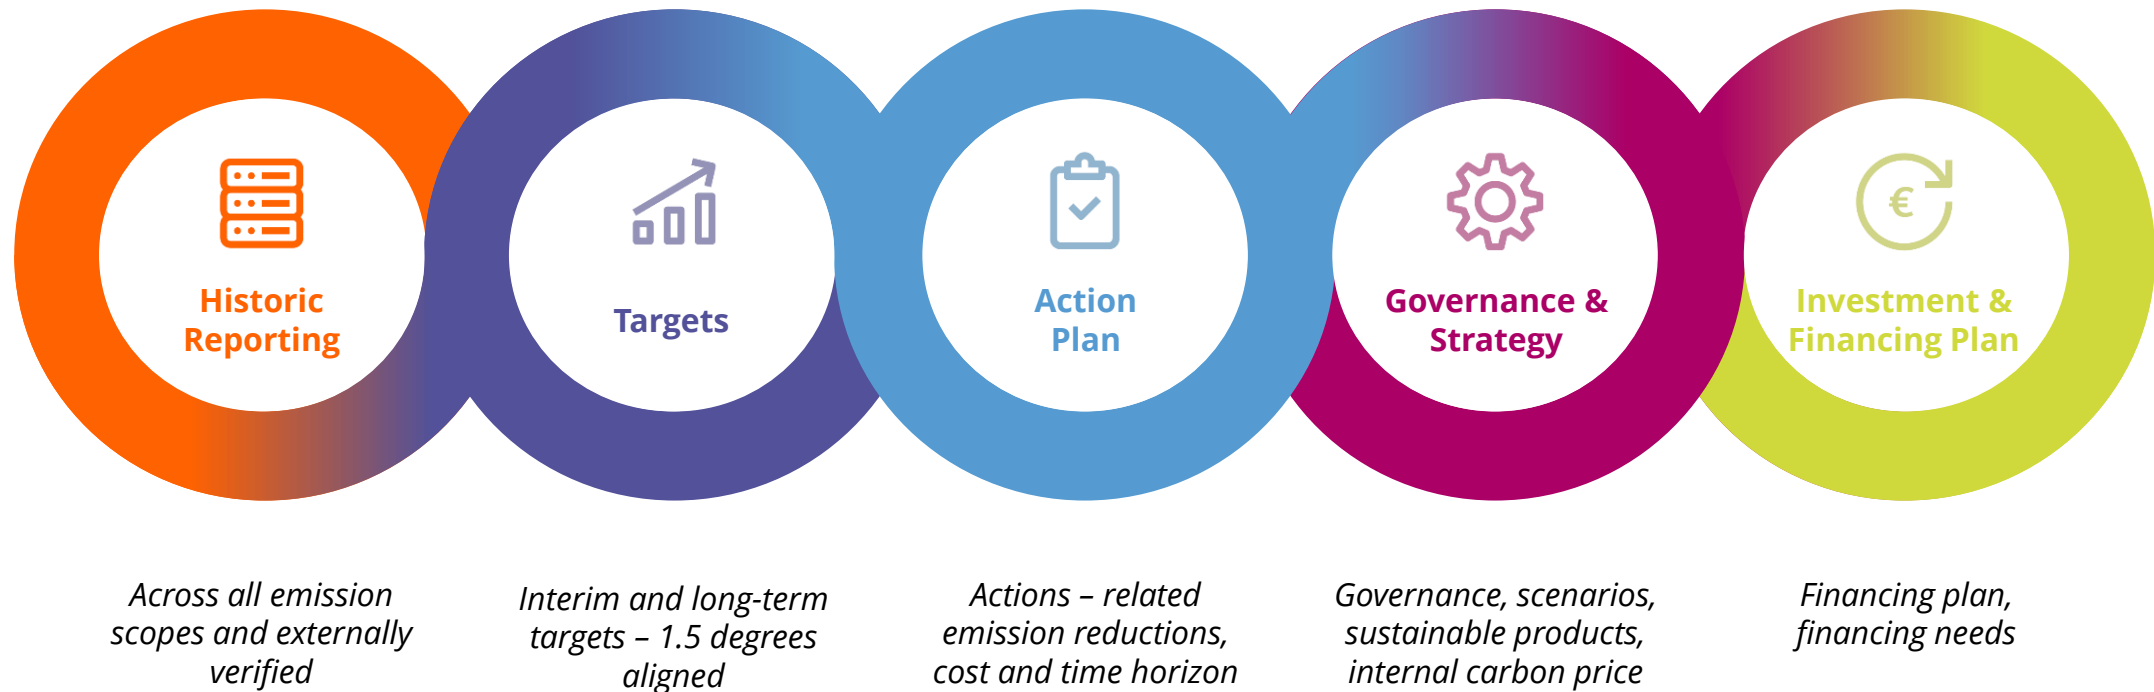 Historic
Reporting
Targets
Action
Plan
Governance &
Strategy
€
Investment &
Financing Plan
Across all emission
scopes and externally
verified
Interim and long-term
targets – 1.5 degrees
aligned
Actions – related
emission reductions,
cost and time horizon
Governance, scenarios,
sustainable products,
internal carbon price
Financing plan,
financing needs